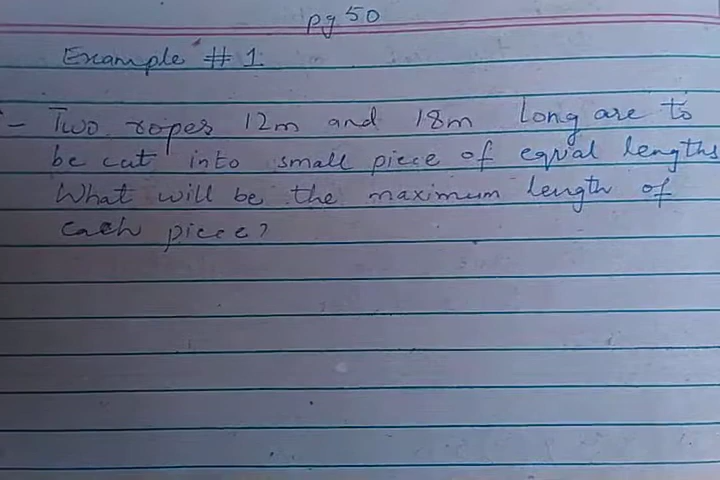 pg 50
Example # 1.
- Two ropes 12m and 18m long are to
be cut into small piece of equal lengths
What will be the maximum length of
each piece?